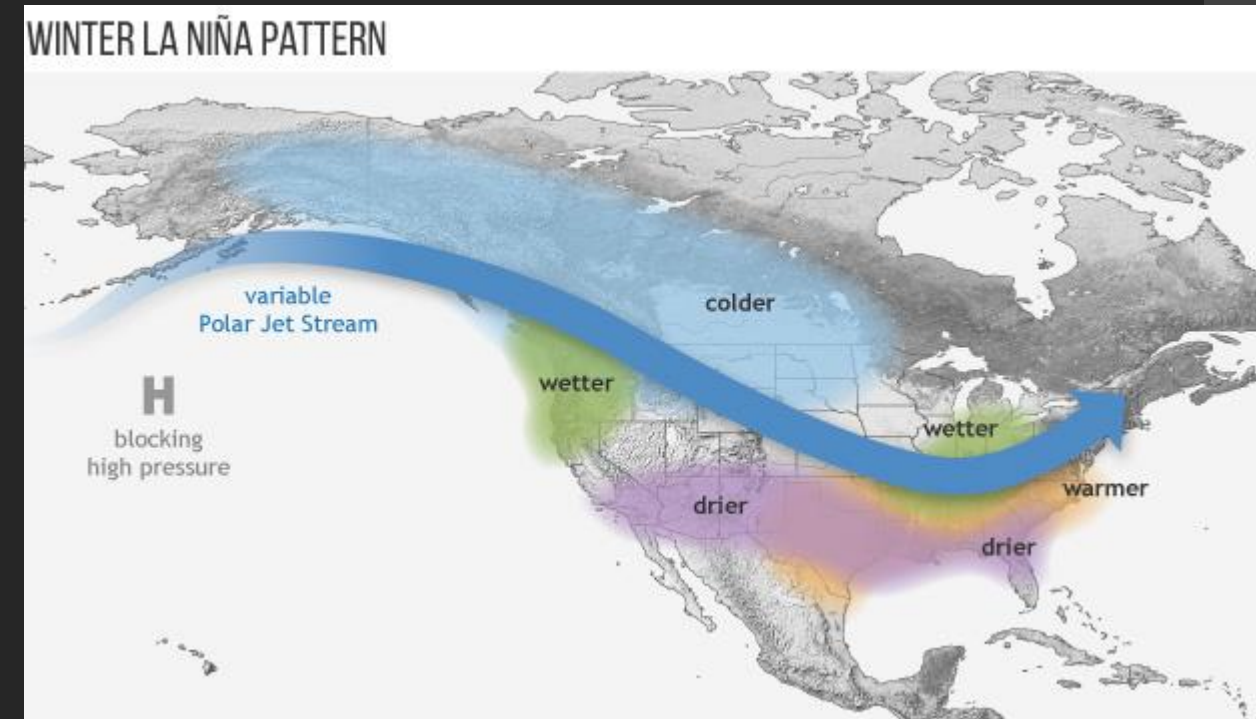 WINTER LA NIÑA PATTERN
variable
Polar Jet Stream
colder
H
blocking
high pressure
wetter
wetter
warmer
drier
drier